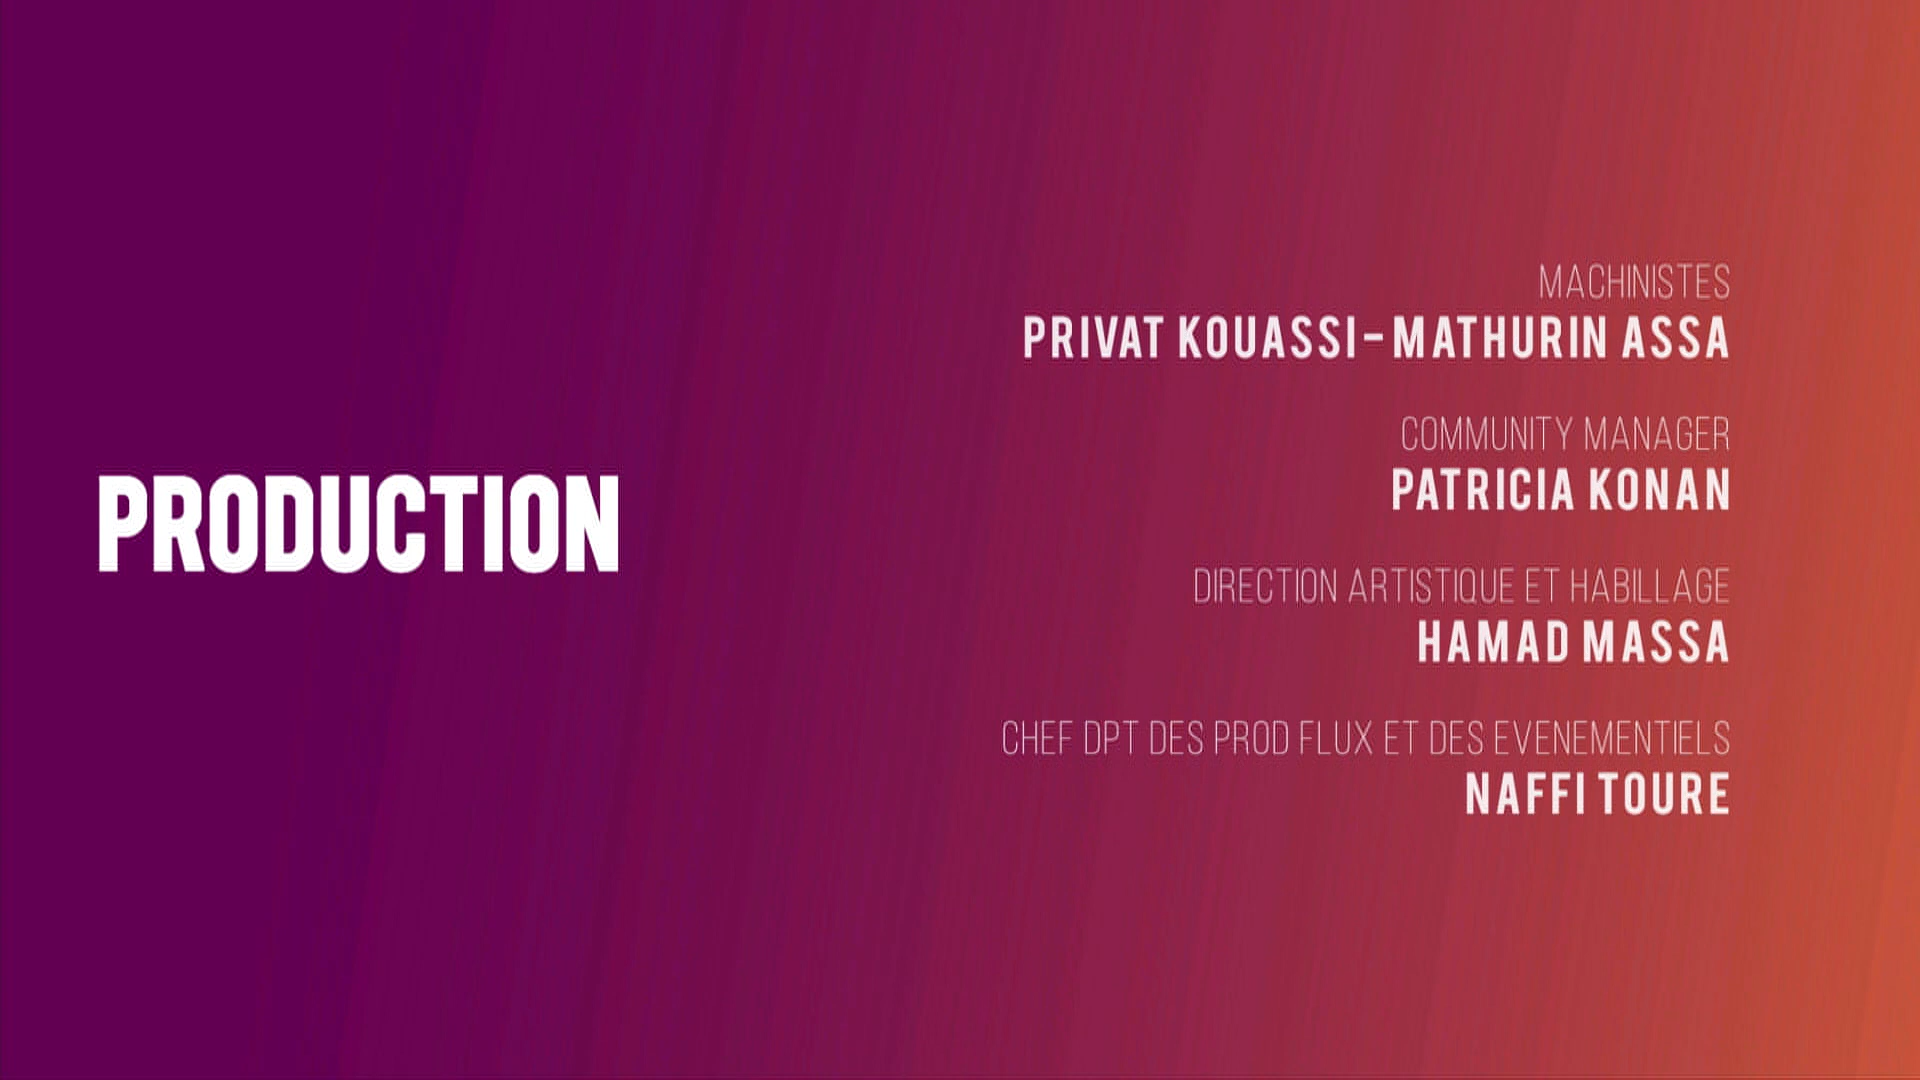 PRODUCTION
MACHINISTES
PRIVAT KOUASSI - MATHURIN ASSA
COMMUNITY MANAGER
PATRICIA KONAN
DIRECTION ARTISTIQUE ET HABILLAGE
HAMAD MASSA
CHEF DPT DES PROD FLUX ET DES EVENEMENTIELS
NAFFI TOURE